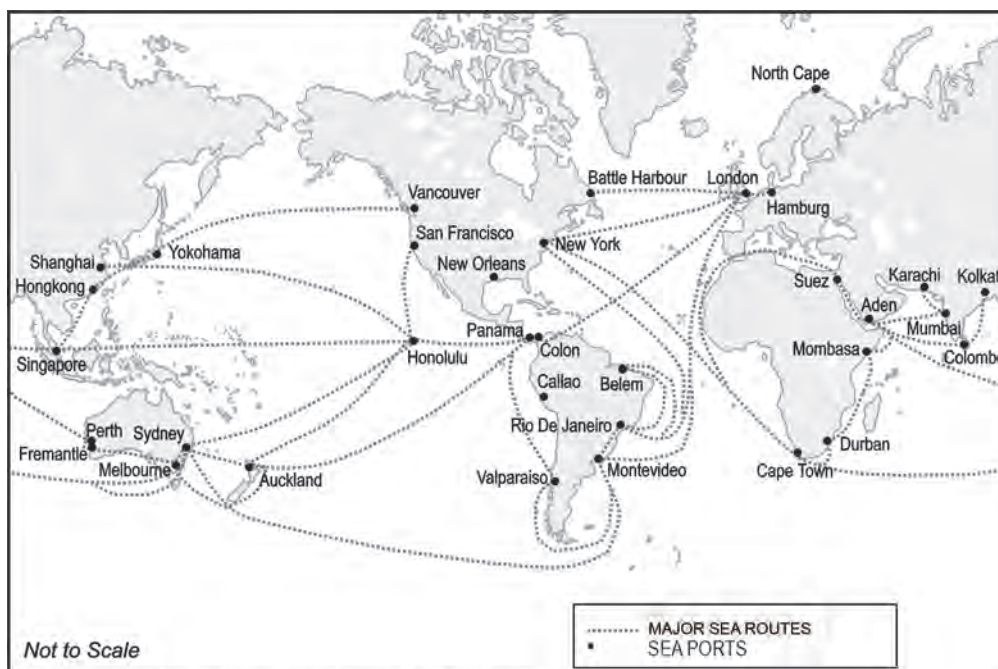 North Cape
Battle Harbour
London
Hamburg
Vancouver
San Francisco
New York
New Orleans
Yokohama
Shanghai
Hongkong
Singapore
Suez
Karachi
Kolkat
Aden
Mumbai
Colombo
Mombasa
Panama
Colon
Honolulu
Callao
Belem
Rio De Janeiro
Perth
Fremantle
Sydney
Melbourne
Auckland
Valparaiso
Montevideo
Durban
Cape Town
MAJOR SEA ROUTES
SEA PORTS
Not to Scale